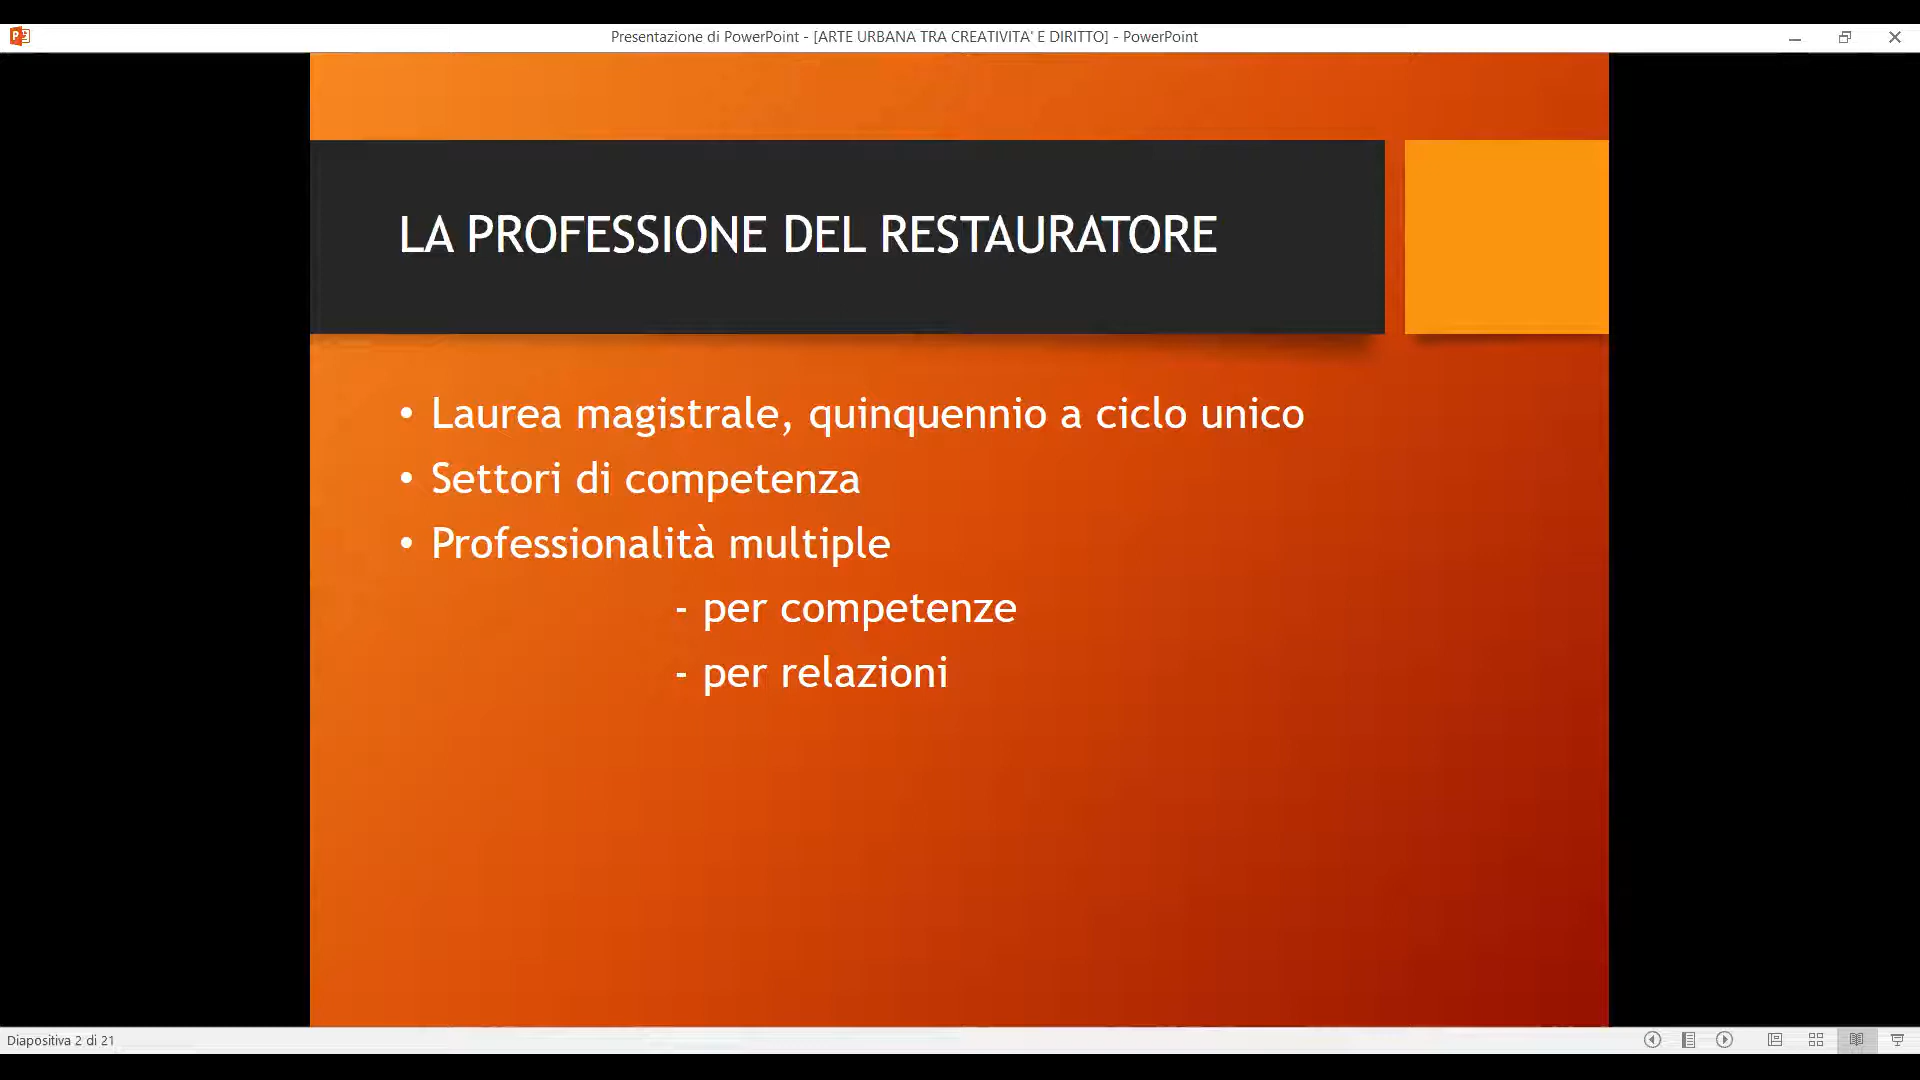 Presentazione di PowerPoint - [ARTE URBANA TRA CREATIVITA' E DIRITTO] - PowerPoint
LA PROFESSIONE DEL RESTAURATORE
• Laurea magistrale, quinquennio a ciclo unico
• Settori di competenza
• Professionalità multiple
- per competenze
- per relazioni
Diapositiva 2 di 21